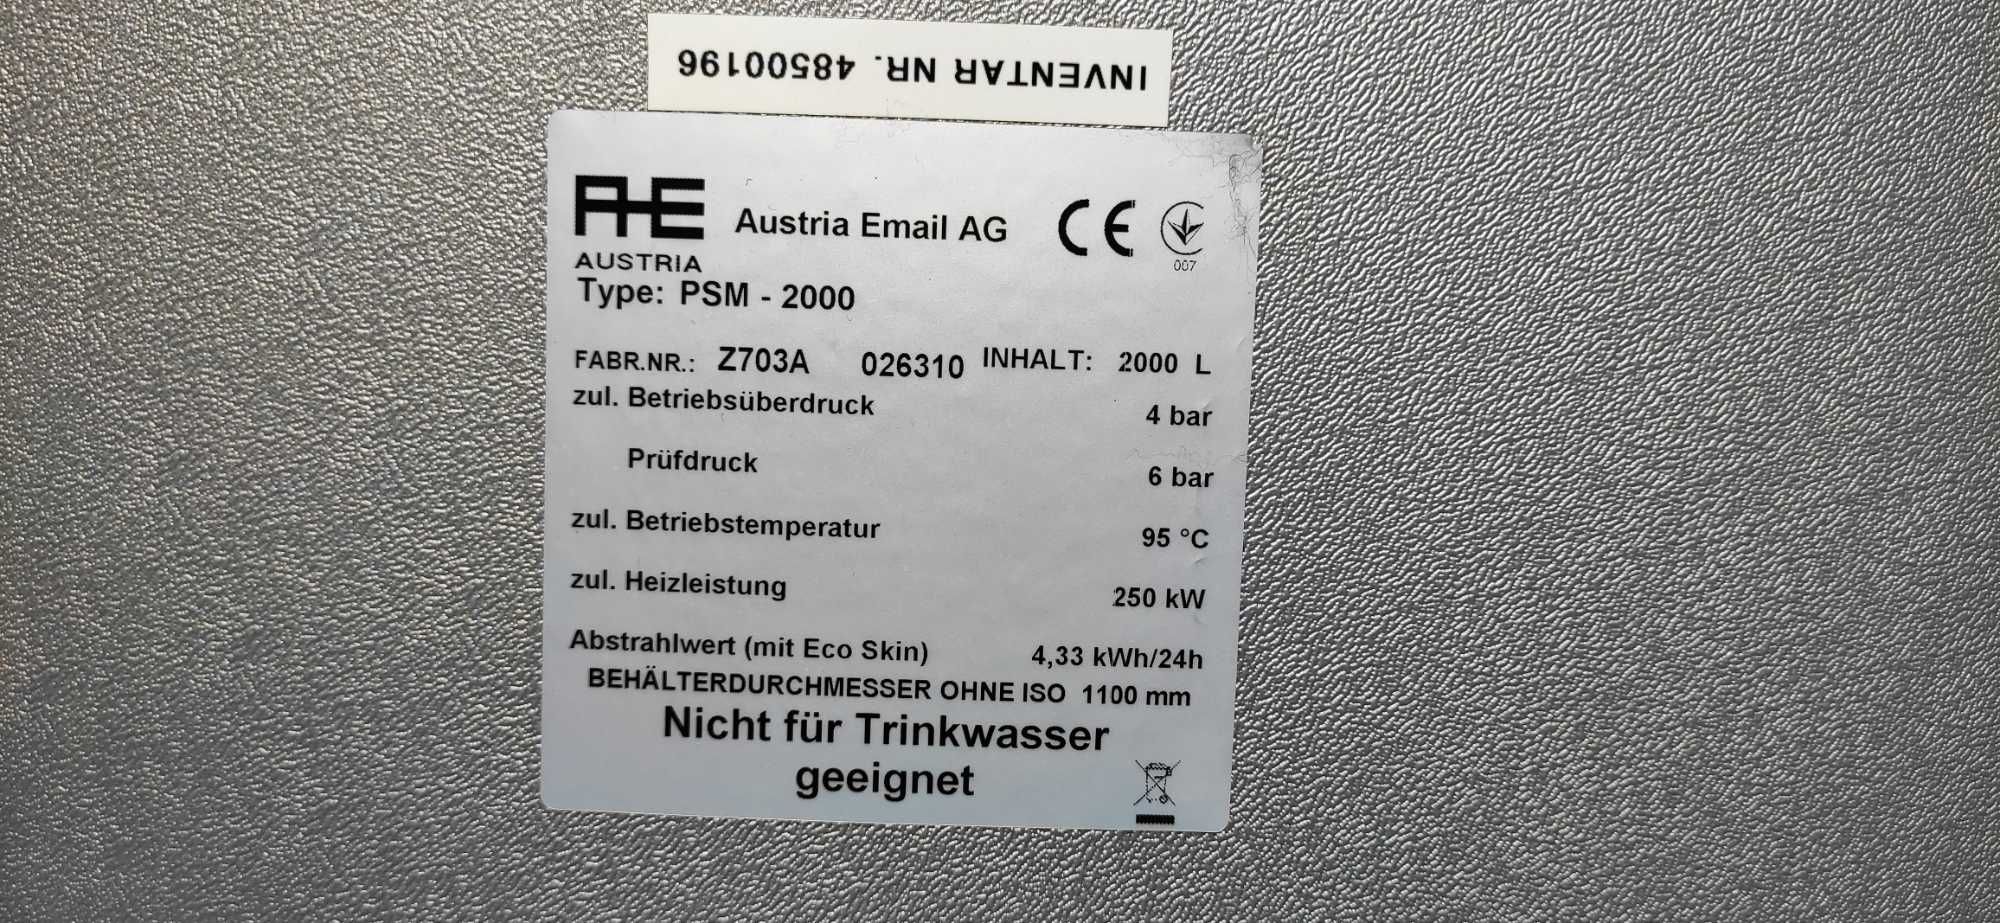 INVENTAR NR. 48500196
AE Austria Email AG CE
AUSTRIA 007
Type: PSM - 2000
FABR.NR.: Z703A 026310 INHALT: 2000 L
zul. Betriebsüberdruck 4 bar
Prüfdruck 6 bar
zul. Betriebstemperatur 95 °C
zul. Heizleistung 250 kW
Abstrahlwert (mit Eco Skin) 4,33 kWh/24h
BEHÄLTERDURCHMESSER OHNE ISO 1100 mm
Nicht für Trinkwasser
geeignet